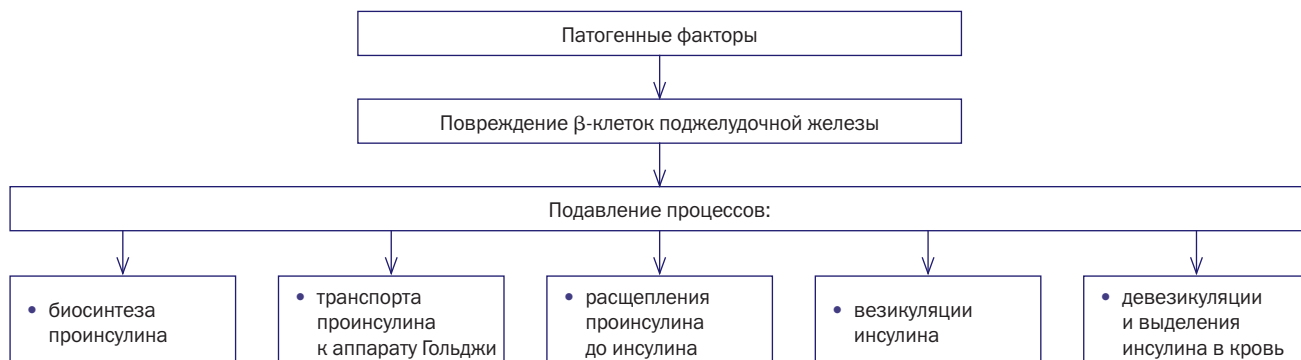 Патогенные факторы
Повреждение β-клеток поджелудочной железы
Подавление процессов:
• биосинтеза
проинсулина
• транспорта
проинсулина
к аппарату Гольджи
• расщепления
проинсулина
до инсулина
• везикуляции
инсулина
• девезикуляции
и выделения
инсулина в кровь